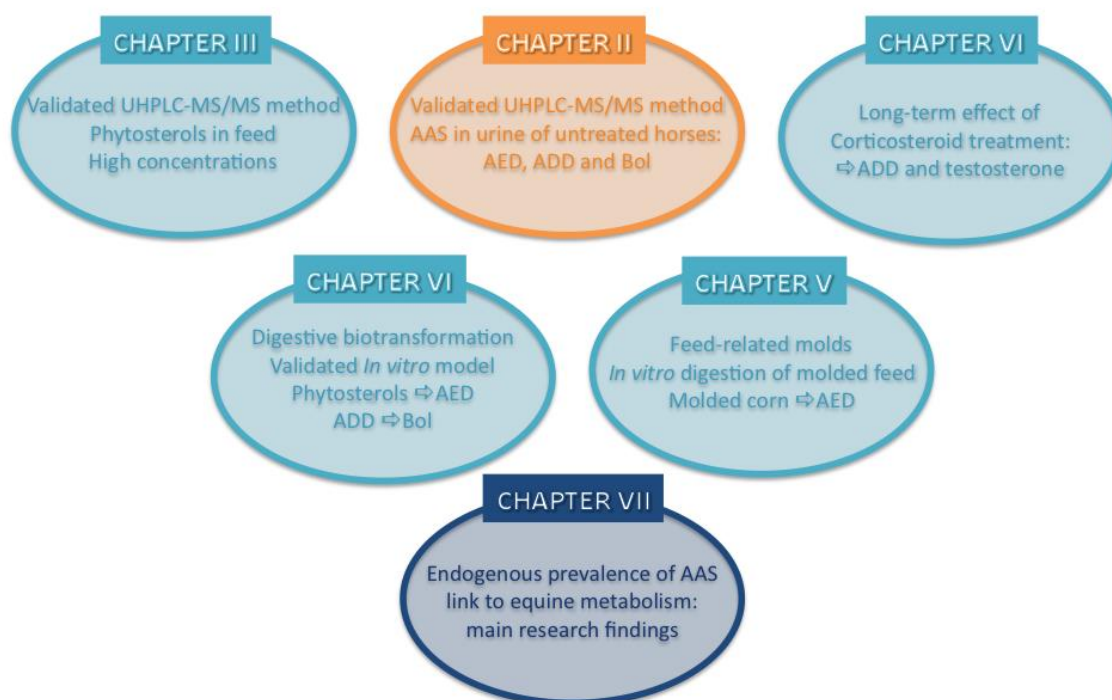 CHAPTER III
Validated UHPLC-MS/MS method
Phytosterols in feed
High concentrations
CHAPTER II
Validated UHPLC-MS/MS method
AAS in urine of untreated horses:
AED, ADD and Bol
CHAPTER VI
Long-term effect of
Corticosteroid treatment:
⇨ADD and testosterone
CHAPTER VI
Digestive biotransformation
Validated In vitro model
Phytosterols ⇨AED
ADD ⇨Bol
CHAPTER V
Feed-related molds
In vitro digestion of molded feed
Molded corn ⇨AED
CHAPTER VII
Endogenous prevalence of AAS
link to equine metabolism:
main research findings